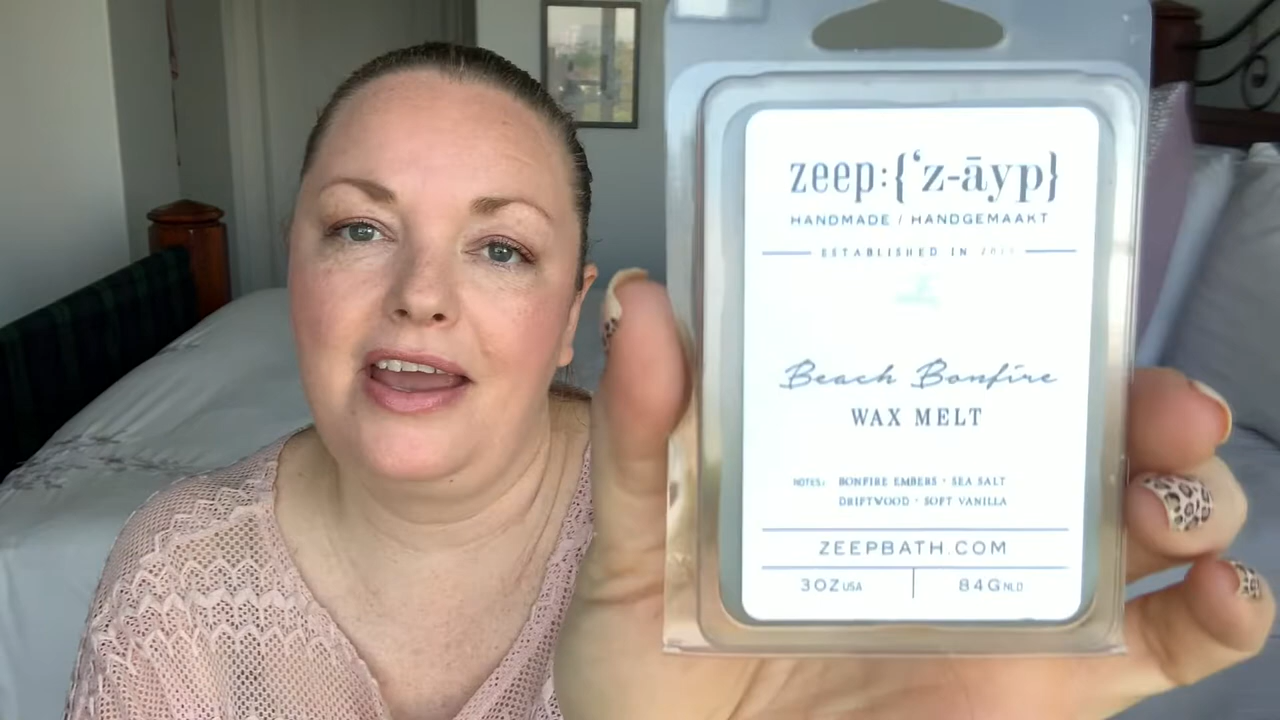 zeep:{‘z-āyp}
HANDMADE / HANDGEMAAKT
ESTABLISHED IN
Beach Bonfire
WAX MELT
NOTES: BONFIRE EMBERS · SEA SALT
DRIFTWOOD · SOFT VANILLA
ZEEPBATH.COM
3OZ USA 84G NLD